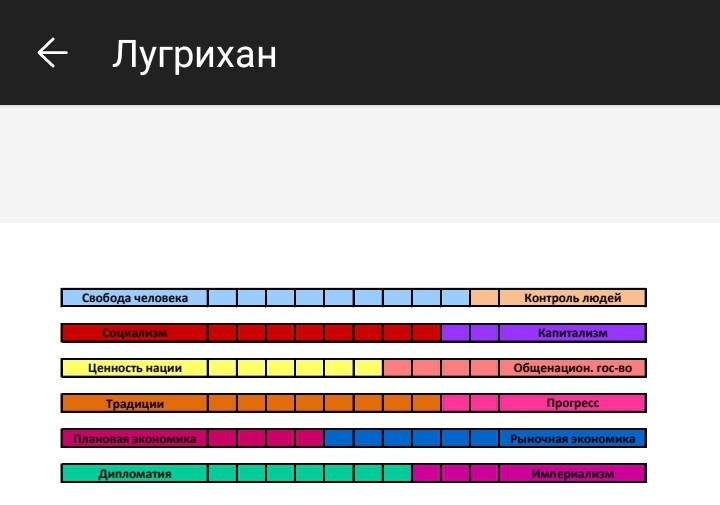 Лугрихан
Свобода человека Контроль людей
Социализм Капитализм
Ценность нации Общенацион. гос-во
Традиции Прогресс
Плановая экономика Рыночная экономика
Дипломатия Империализм